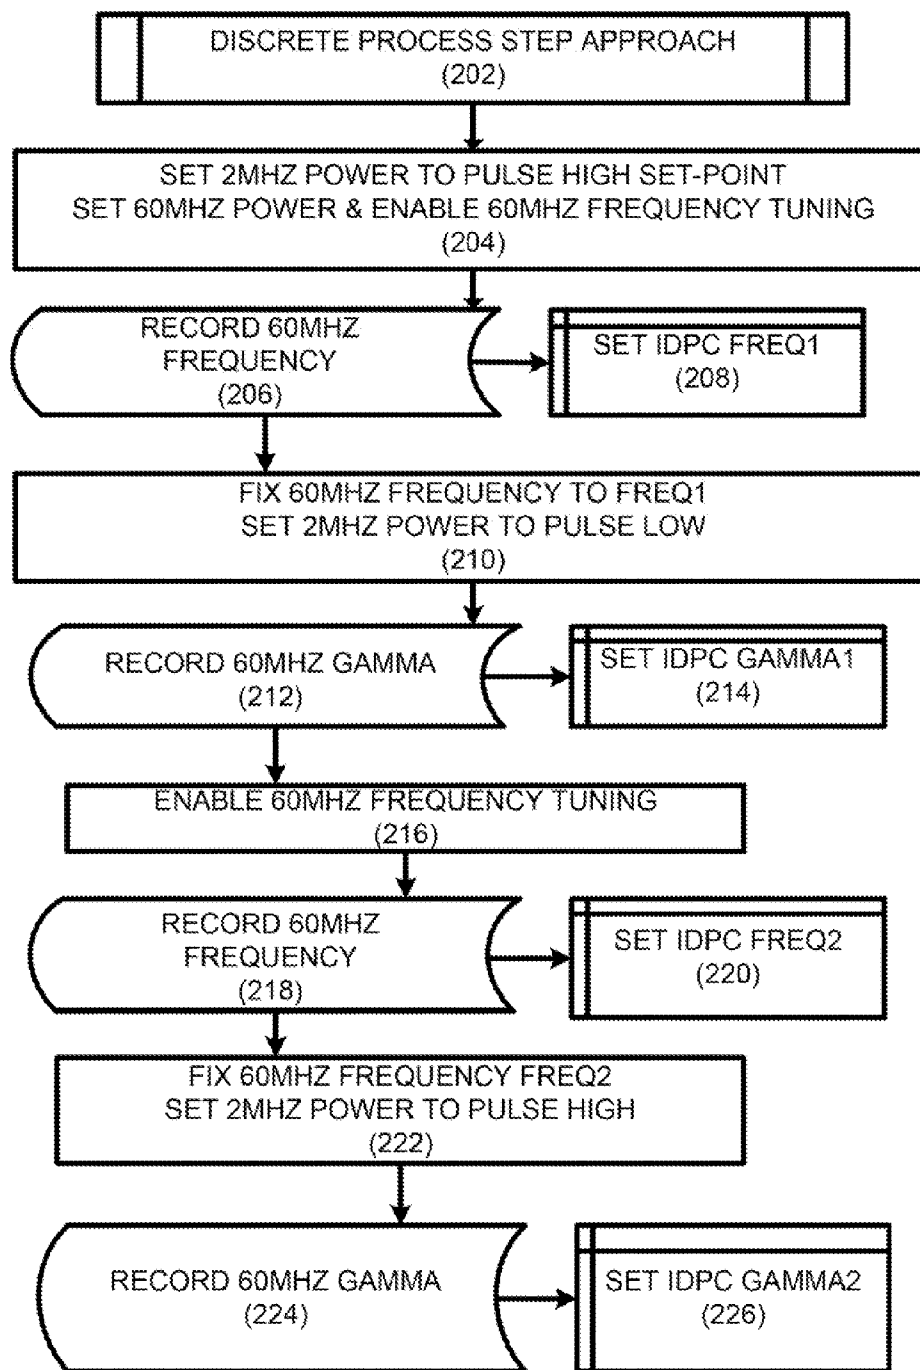 DISCRETE PROCESS STEP APPROACH
(202)
SET 2MHZ POWER TO PULSE HIGH SET-POINT
SET 60MHZ POWER & ENABLE 60MHZ FREQUENCY TUNING
(204)
RECORD 60MHZ
FREQUENCY
(206)
SET IDPC FREQ1
(208)
FIX 60MHZ FREQUENCY TO FREQ1
SET 2MHZ POWER TO PULSE LOW
(210)
RECORD 60MHZ GAMMA
(212)
SET IDPC GAMMA1
(214)
ENABLE 60MHZ FREQUENCY TUNING
(216)
RECORD 60MHZ
FREQUENCY
(218)
SET IDPC FREQ2
(220)
FIX 60MHZ FREQUENCY FREQ2
SET 2MHZ POWER TO PULSE HIGH
(222)
RECORD 60MHZ GAMMA
(224)
SET IDPC GAMMA2
(226)